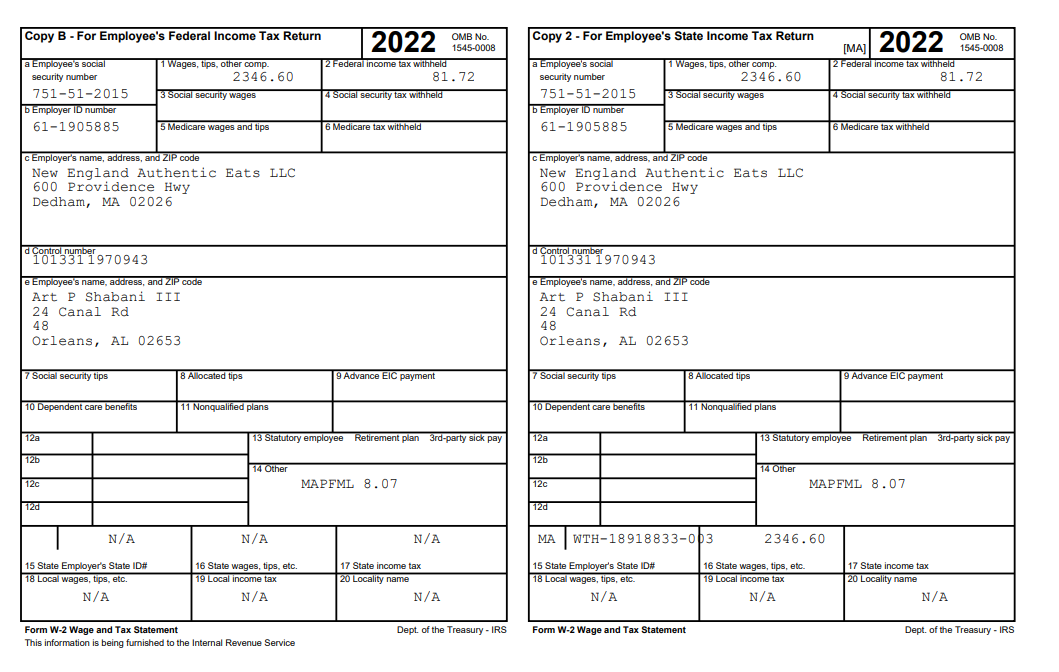 Copy B - For Employee's Federal Income Tax Return
2022
OMB No.
1545-0008
a Employee's social
security number
751-51-2015
1 Wages, tips, other comp.
2346.60
2 Federal income tax withheld
81.72
3 Social security wages
4 Social security tax withheld
b Employer ID number
61-1905885
5 Medicare wages and tips
6 Medicare tax withheld
c Employer's name, address, and ZIP code
New England Authentic Eats LLC
600 Providence Hwy
Dedham, MA 02026
d Control number
1013311970943
e Employee's name, address, and ZIP code
Art P Shabani III
24 Canal Rd
48
Orleans, AL 02653
7 Social security tips
8 Allocated tips
9 Advance EIC payment
10 Dependent care benefits
11 Nonqualified plans
12a
13 Statutory employee Retirement plan 3rd-party sick pay
12b
14 Other
12c
MAPFML 8.07
12d
N/A
N/A
N/A
15 State Employer's State ID#
16 State wages, tips, etc.
17 State income tax
18 Local wages, tips, etc.
19 Local income tax
20 Locality name
N/A
N/A
N/A
Form W-2 Wage and Tax Statement
Dept. of the Treasury - IRS
This information is being furnished to the Internal Revenue Service
Copy 2 - For Employee's State Income Tax Return
[MA]
2022
OMB No.
1545-0008
a Employee's social
security number
751-51-2015
1 Wages, tips, other comp.
2346.60
2 Federal income tax withheld
81.72
3 Social security wages
4 Social security tax withheld
b Employer ID number
61-1905885
5 Medicare wages and tips
6 Medicare tax withheld
c Employer's name, address, and ZIP code
New England Authentic Eats LLC
600 Providence Hwy
Dedham, MA 02026
d Control number
1013311970943
e Employee's name, address, and ZIP code
Art P Shabani III
24 Canal Rd
48
Orleans, AL 02653
7 Social security tips
8 Allocated tips
9 Advance EIC payment
10 Dependent care benefits
11 Nonqualified plans
12a
13 Statutory employee Retirement plan 3rd-party sick pay
12b
14 Other
12c
MAPFML 8.07
12d
MA
WTH-18918833-003
2346.60
15 State Employer's State ID#
16 State wages, tips, etc.
17 State income tax
18 Local wages, tips, etc.
19 Local income tax
20 Locality name
N/A
N/A
N/A
Form W-2 Wage and Tax Statement
Dept. of the Treasury - IRS